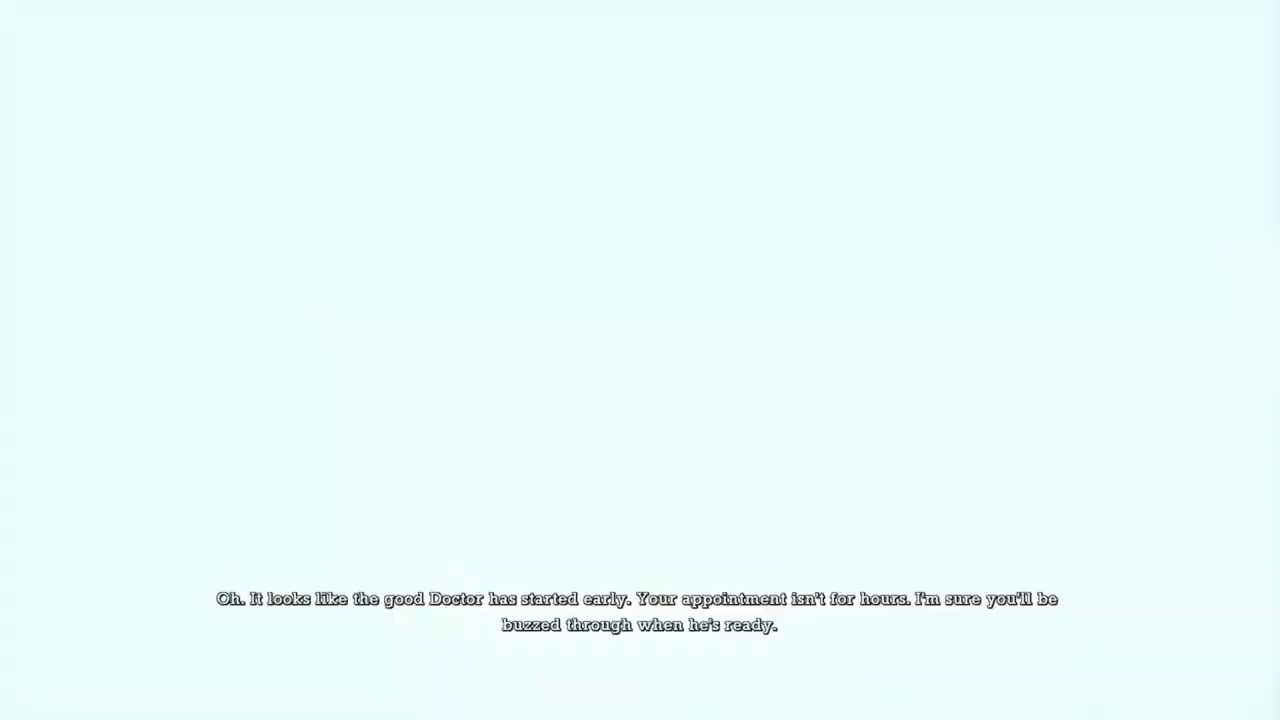 Oh. It looks like the good Doctor has started early. Your appointment isn't for hours. I'm sure you'll be
buzzed through when he's ready.